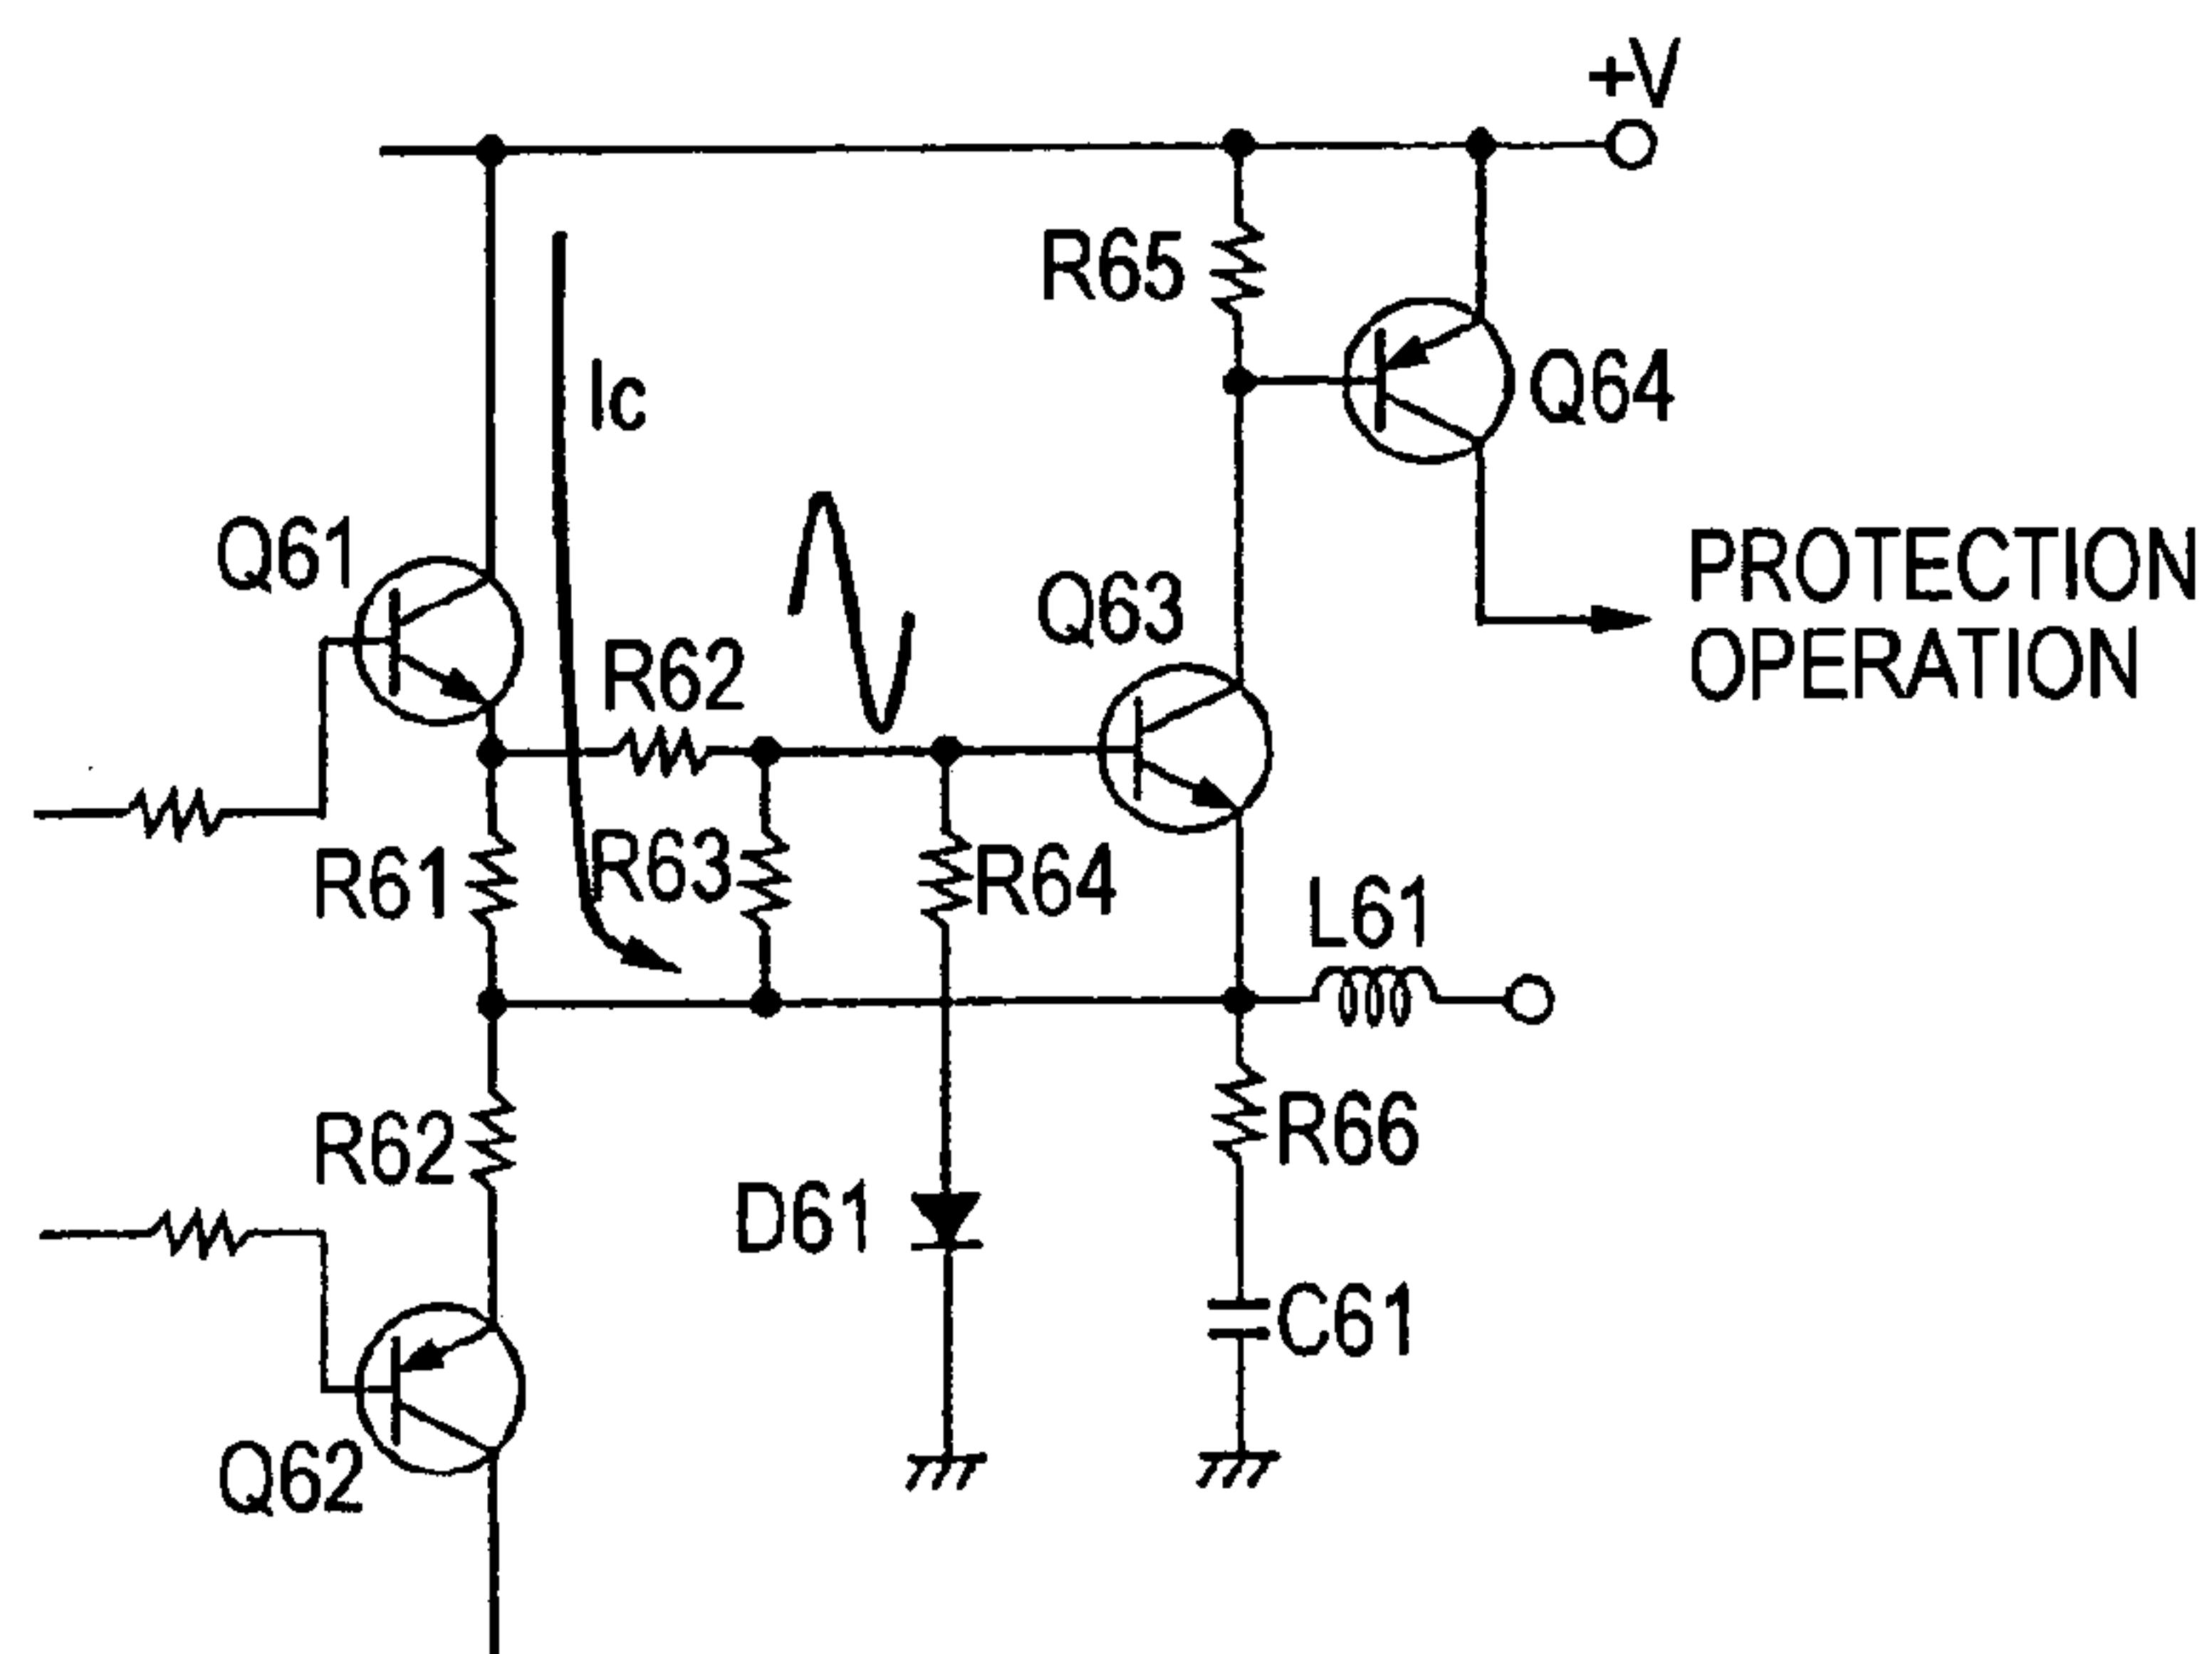 +V
R65
Ic
Q64
Q61
PROTECTION
OPERATION
Q63
R62
R61
R63
R64
L61
R62
R66
D61
C61
Q62